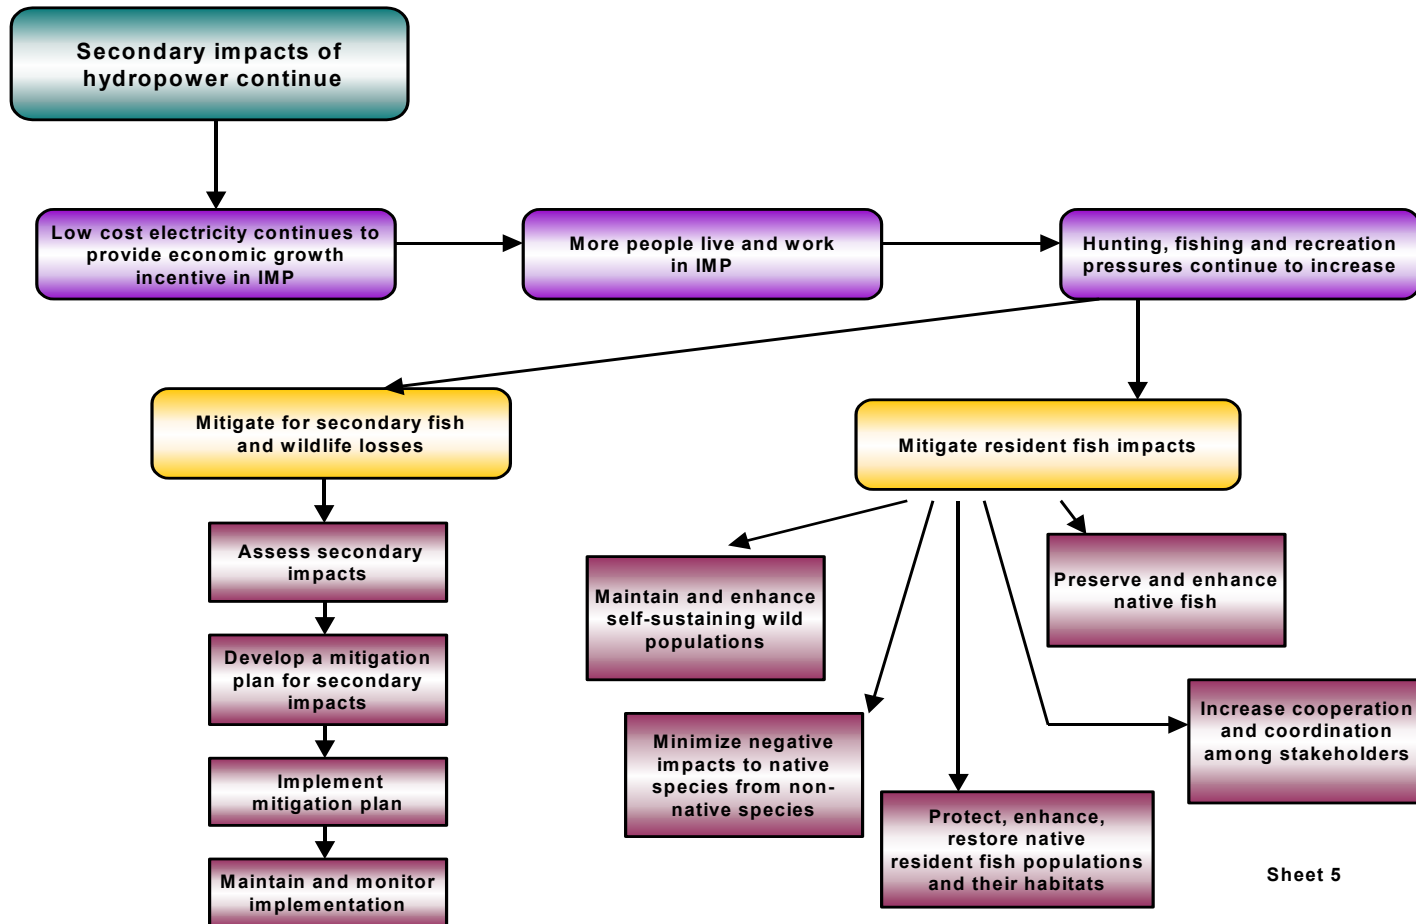 Secondary impacts of
hydropower continue
Low cost electricity continues to
provide economic growth
incentive in IMP
More people live and work
in IMP
Hunting, fishing and recreation
pressures continue to increase
Mitigate for secondary fish
and wildlife losses
Mitigate resident fish impacts
Assess secondary
impacts
Develop a mitigation
plan for secondary
impacts
Implement
mitigation plan
Maintain and monitor
implementation
Maintain and enhance
self-sustaining wild
populations
Minimize negative
impacts to native
species from non-
native species
Protect, enhance,
restore native
resident fish populations
and their habitats
Preserve and enhance
native fish
Increase cooperation
and coordination
among stakeholders
Sheet 5